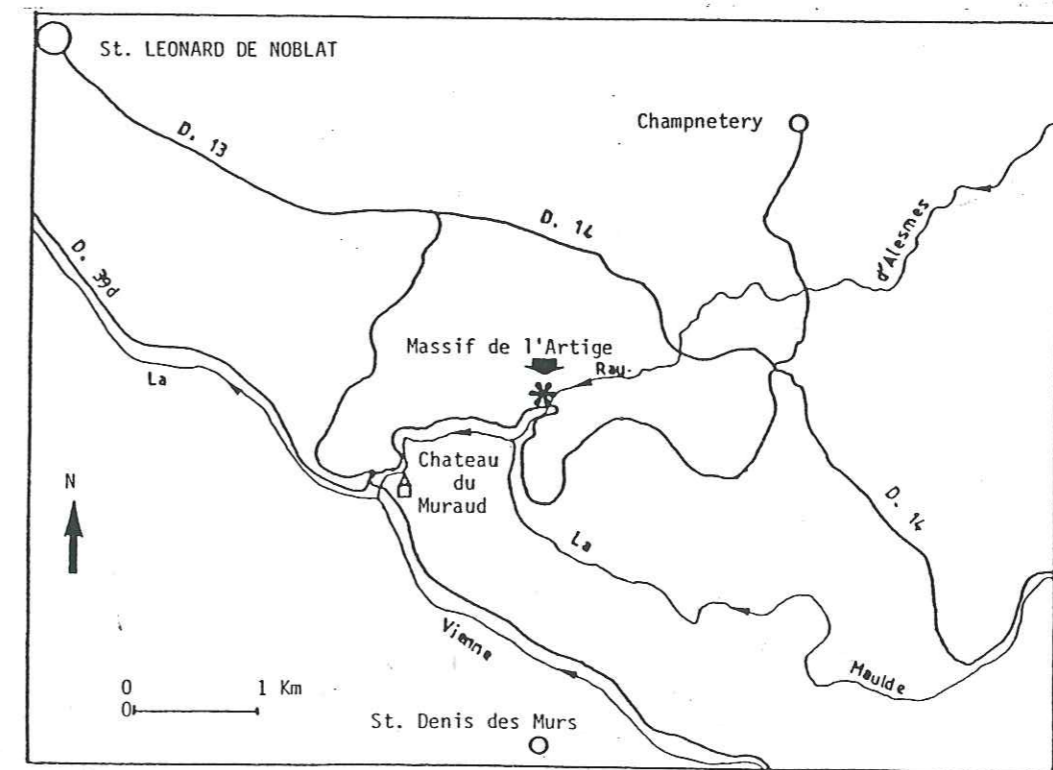 St. LEONARD DE NOBLAT
Champnetery
D. 13
D. 14
d'Alesmes
D. 39d
Massif de l'Artige
Rau.
La
Chateau
du
Muraud
N
D. 14
La
Vienne
Maulde
0 1 Km
0
St. Denis des Murs